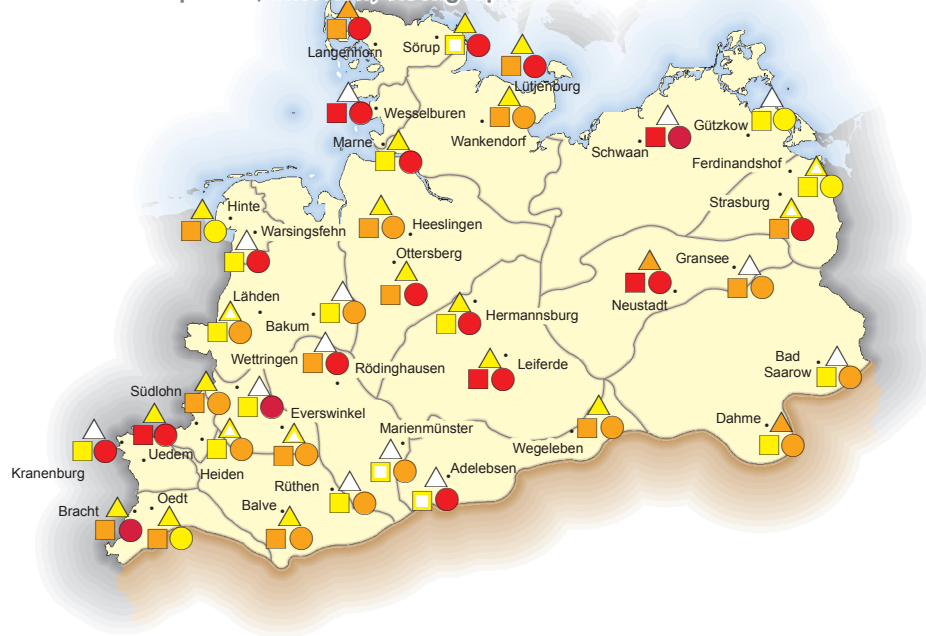 Langenhorn
Sörup
Lütjenburg
Wesselburen
Wankendorf
Marne
Schwaan
Gützkow
Ferdinandshof
Strasburg
Hinte
Warsingsfehn
Heeslingen
Ottersberg
Gransee
Neustadt
Lähden
Bakum
Hermannsburg
Wettringen
Rödinghausen
Leiferde
Bad
Saarow
Südlohn
Everswinkel
Marienmünster
Dahme
Wegeleben
Kranenburg
Uedem
Heiden
Adelebsen
Rüthen
Oedt
Bracht
Balve